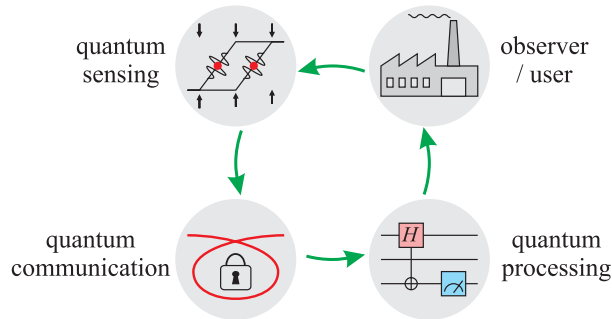 quantum
sensing
observer
/ user
quantum
communication
H
quantum
processing